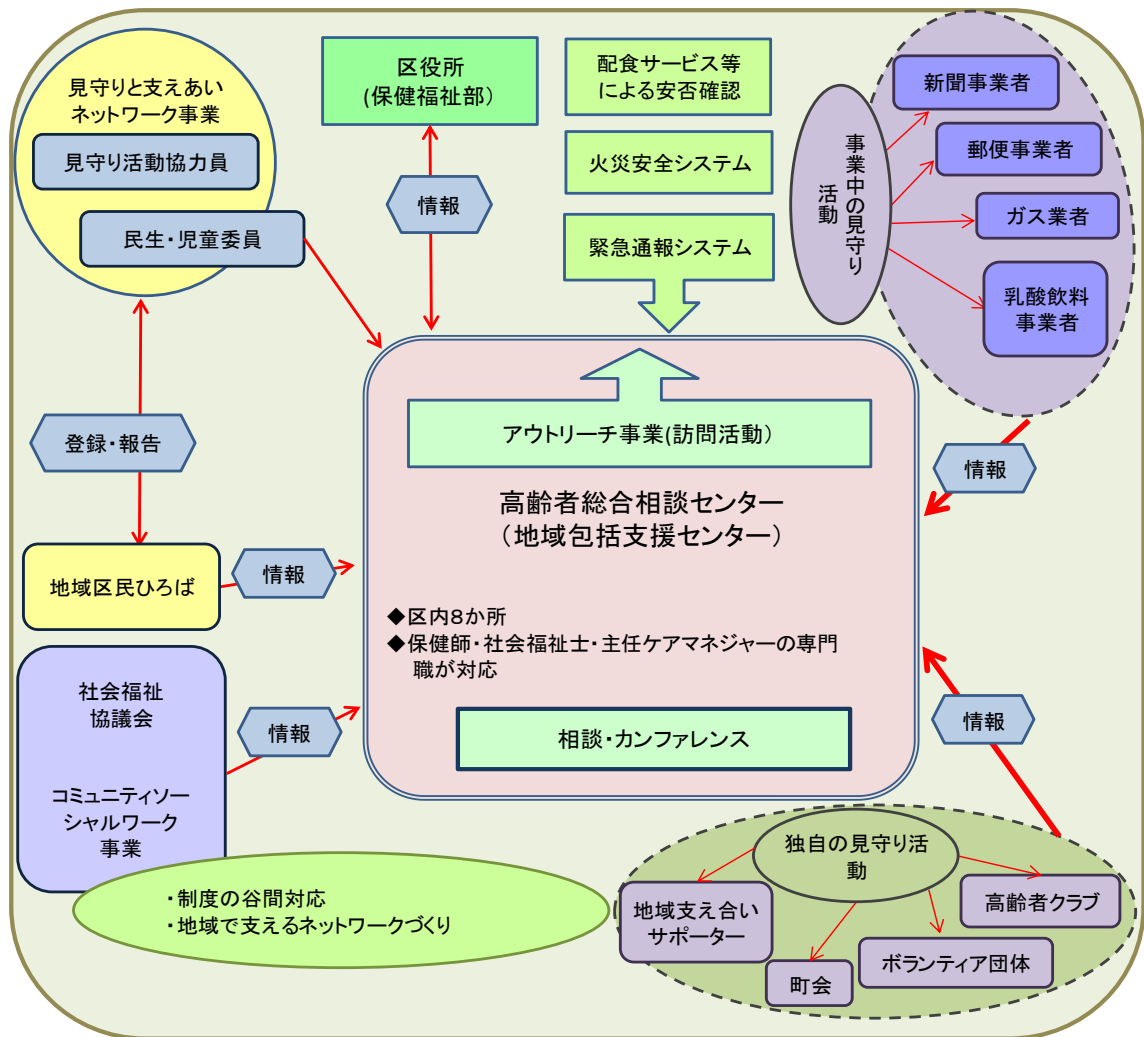 見守りと支えあい
ネットワーク事業
見守り活動協力員
民生・児童委員
区役所
(保健福祉部)
情報
配食サービス等
による安否確認
火災安全システム
緊急通報システム
事業中の見守り
活動
新聞事業者
郵便事業者
ガス業者
乳酸飲料
事業者
情報
登録・報告
地域区民ひろば
情報
アウトリーチ事業(訪問活動)
高齢者総合相談センター
(地域包括支援センター)
◆区内8か所
◆保健師・社会福祉士・主任ケアマネジャーの専門
職が対応
相談・カンファレンス
社会福祉
協議会
コミュニティソー
シャルワーク
事業
情報
情報
・制度の谷間対応
・地域で支えるネットワークづくり
独自の見守り活
動
地域支え合い
サポーター
町会
ボランティア団体
高齢者クラブ